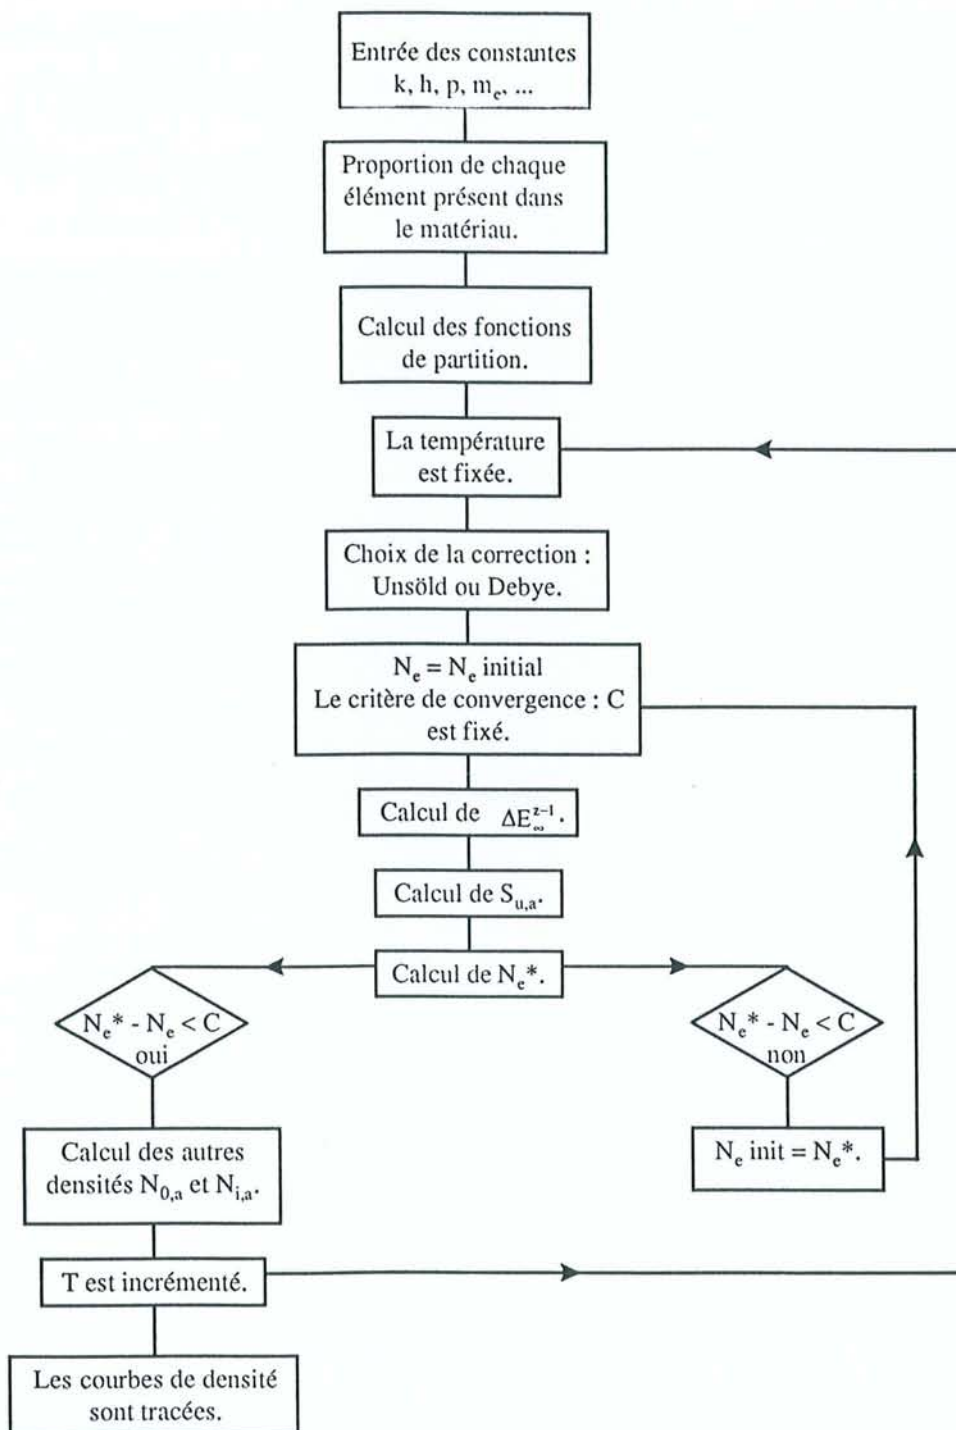 Entrée des constantes
k, h, p, mₑ, ...
Proportion de chaque
élément présent dans
le matériau.
Calcul des fonctions
de partition.
La température
est fixée.
Choix de la correction :
Unsöld ou Debye.
Nₑ = Nₑ initial
Le critère de convergence : C
est fixé.
Calcul de ΔE_∞^{z-1}.
Calcul de S_{u,a}.
Calcul de Nₑ*.
Nₑ* - Nₑ < C
oui
Nₑ* - Nₑ < C
non
Calcul des autres
densités N_{0,a} et N_{i,a}.
Nₑ init = Nₑ*.
T est incrémenté.
Les courbes de densité
sont tracées.